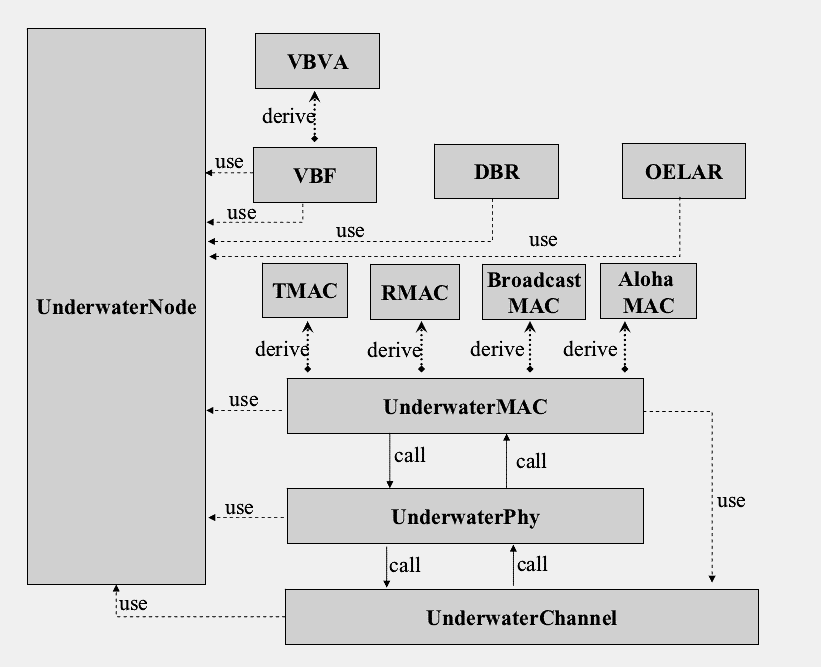 VBVA
derive
use
VBF
DBR
OELAR
use
use
use
UnderwaterNode
TMAC
RMAC
Broadcast
MAC
Aloha
MAC
derive
derive
derive
derive
use
UnderwaterMAC
call
call
use
UnderwaterPhy
use
call
call
use
UnderwaterChannel